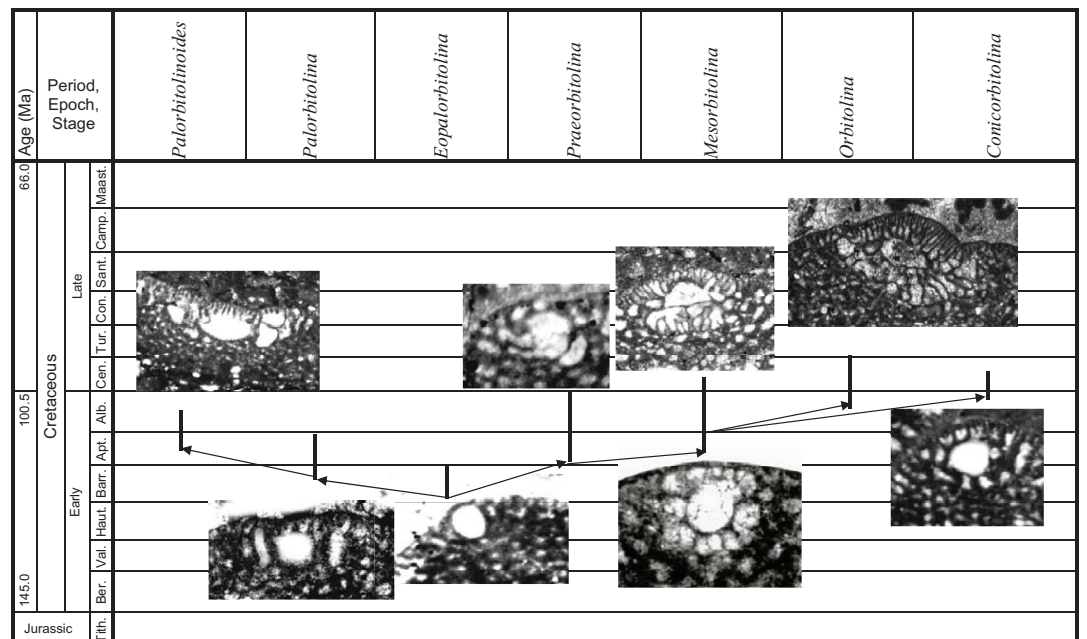 Age (Ma)
Period,
Epoch,
Stage
Palorbitolinoides
Palorbitolina
Eopalorbitolina
Praeorbitolina
Mesorbitolina
Orbitolina
Conicorbitolina
66.0
100.5
145.0
Cretaceous
Late
Early
Maast.
Camp.
Sant.
Con.
Tur.
Cen.
Alb.
Apt.
Barr.
Haut.
Val.
Ber.
Jurassic
Tith.